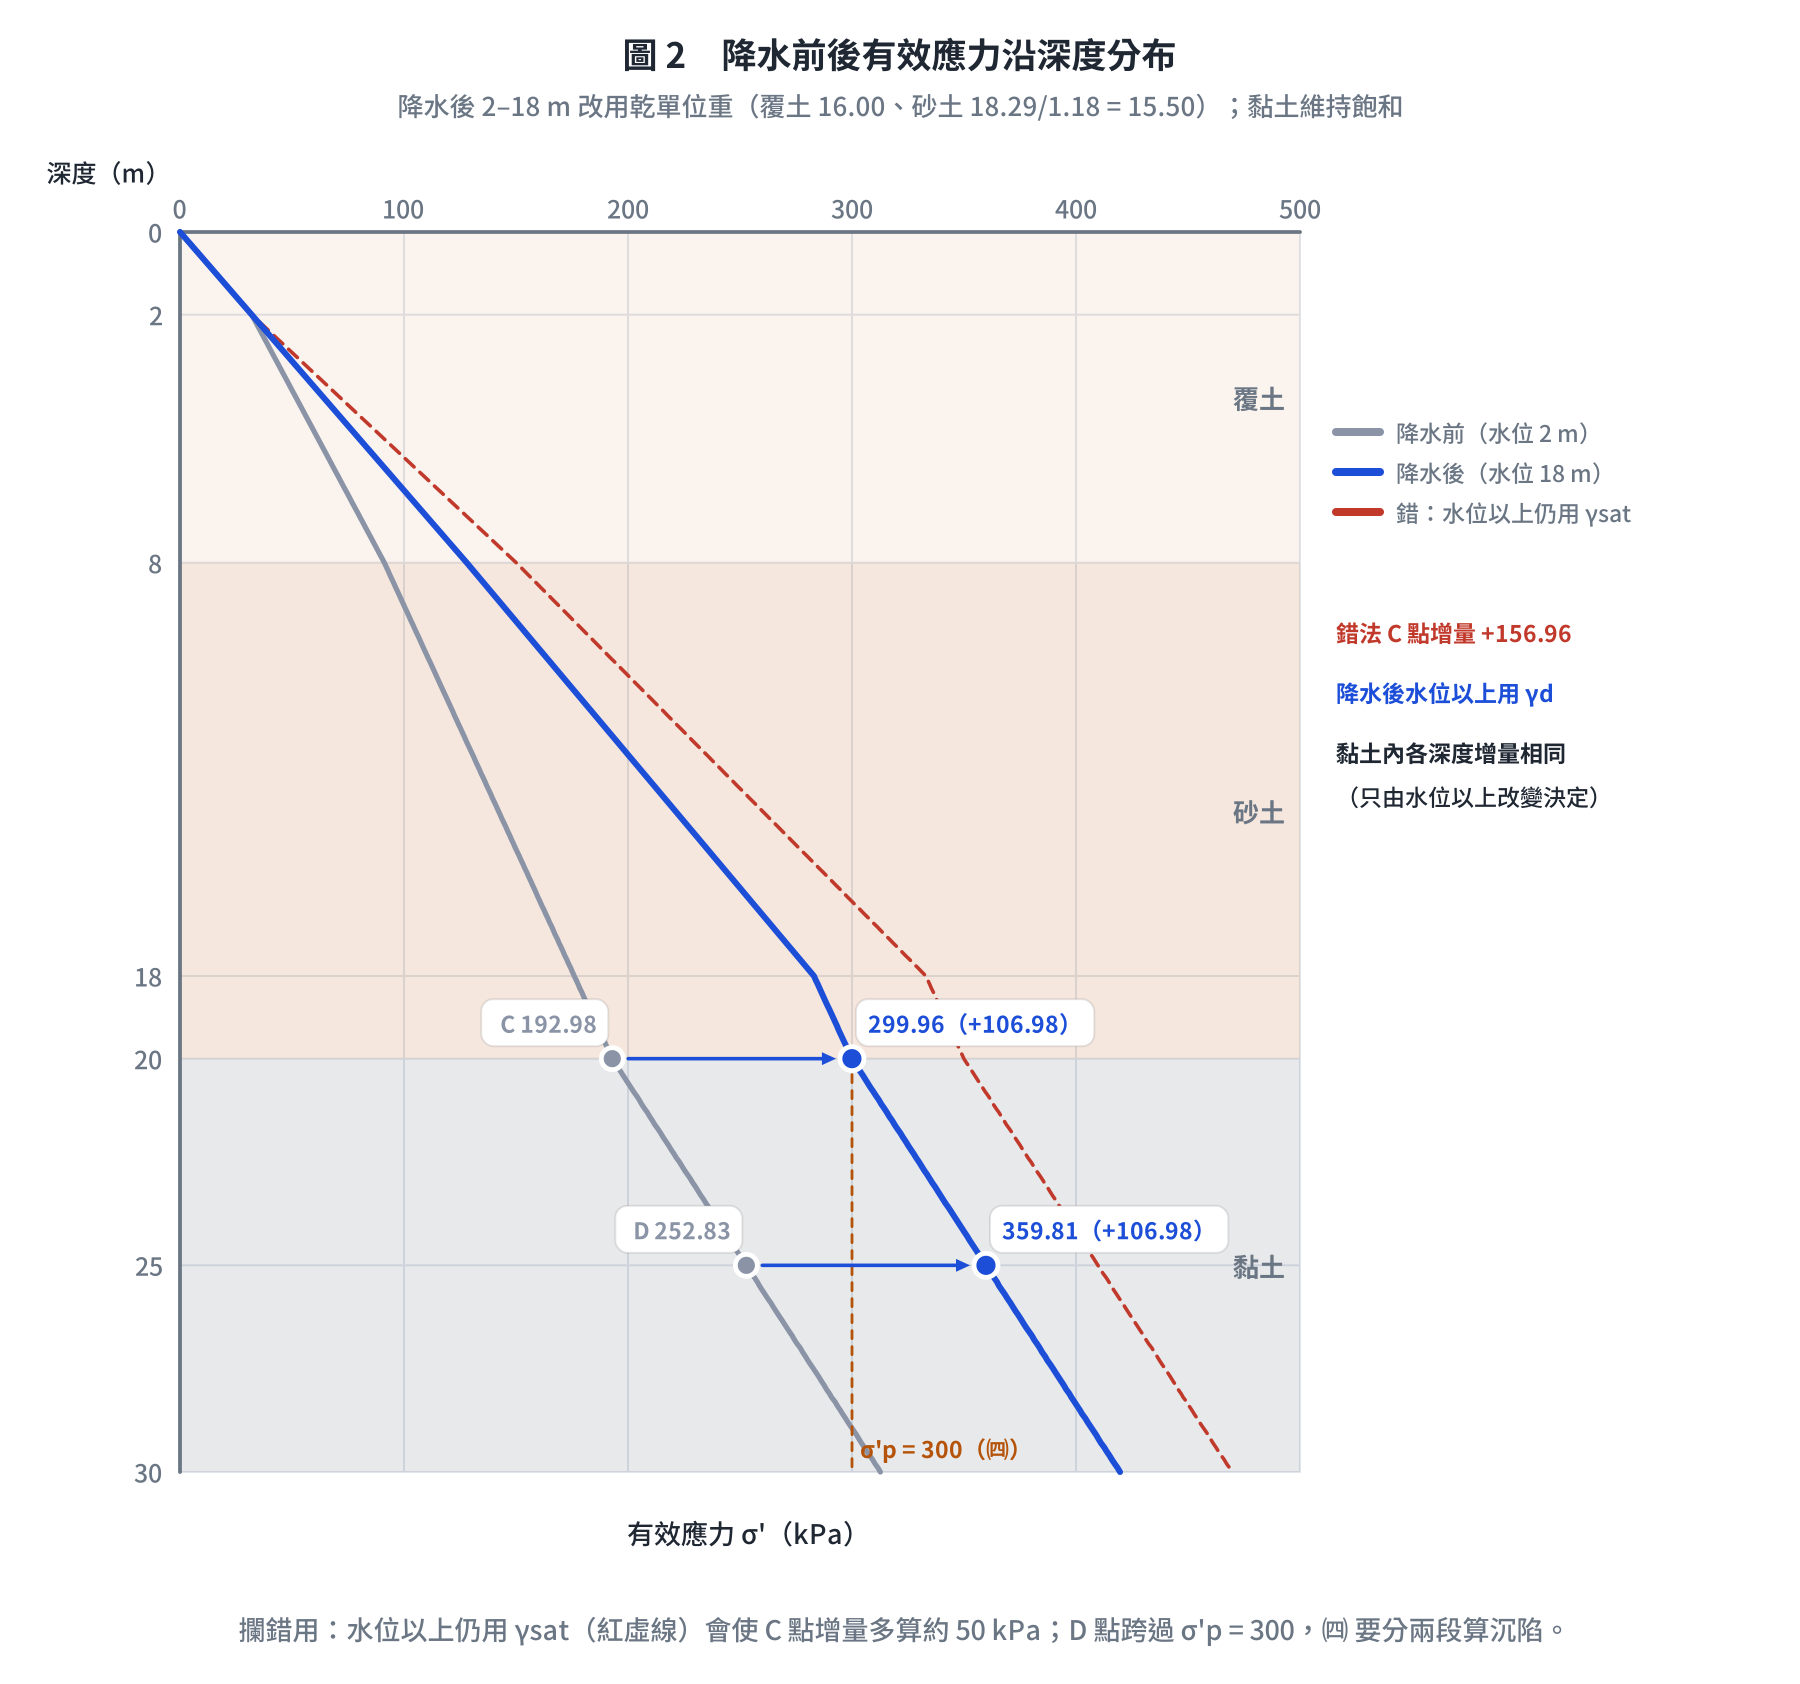 圖 2　降水前後有效應力沿深度分布
降水後 2–18 m 改用乾單位重（覆土 16.00、砂土 18.29/1.18 = 15.50）；黏土維持飽和
深度（m）
0 100 200 300 400 500
0
2
8
18
20
25
30
覆土
砂土
黏土
降水前（水位 2 m）
降水後（水位 18 m）
錯：水位以上仍用 γsat
錯法 C 點增量 +156.96
降水後水位以上用 γd
黏土內各深度增量相同
（只由水位以上改變決定）
C 192.98
299.96（+106.98）
D 252.83
359.81（+106.98）
σ'p = 300（㈣）
有效應力 σ'（kPa）
攔錯用：水位以上仍用 γsat（紅虛線）會使 C 點增量多算約 50 kPa；D 點跨過 σ'p = 300，㈣ 要分兩段算沉陷。